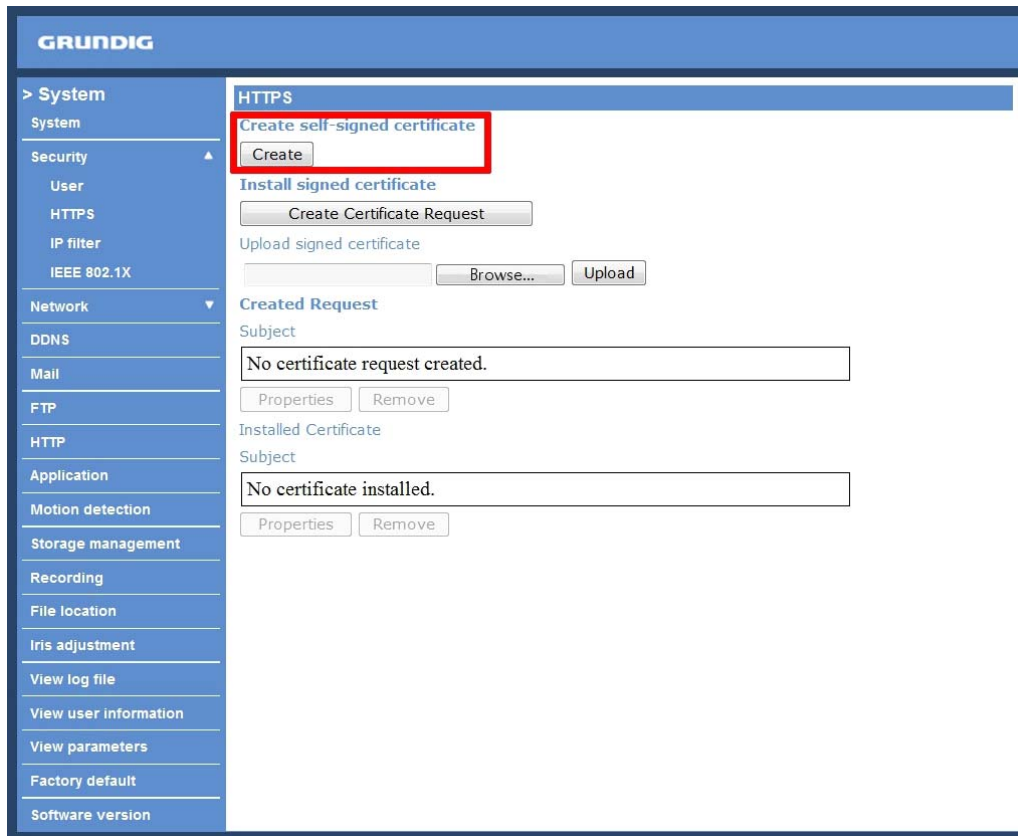 GRUNDIG
> System
System
Security
User
HTTPS
IP filter
IEEE 802.1X
Network
DDNS
Mail
FTP
HTTP
Application
Motion detection
Storage management
Recording
File location
Iris adjustment
View log file
View user information
View parameters
Factory default
Software version
HTTPS
Create self-signed certificate
Create
Install signed certificate
Create Certificate Request
Upload signed certificate
Browse... Upload
Created Request
Subject
No certificate request created.
Properties Remove
Installed Certificate
Subject
No certificate installed.
Properties Remove